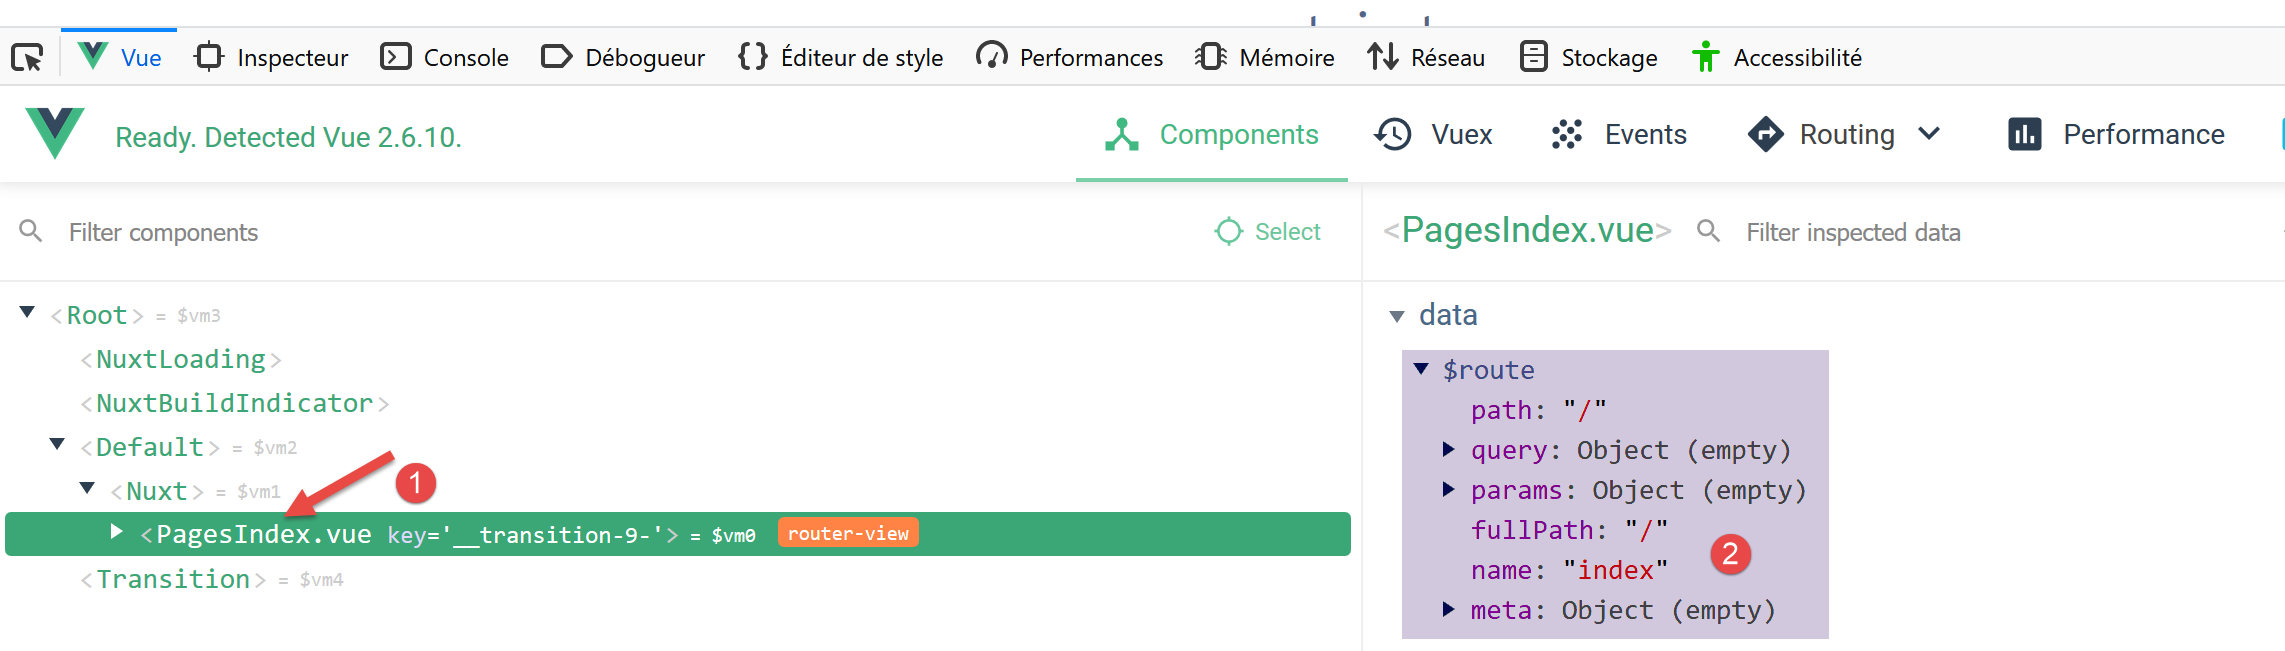 Vue Inspecteur Console Débogueur Éditeur de style Performances Mémoire Réseau Stockage Accessibilité
Ready. Detected Vue 2.6.10. Components Vuex Events Routing Performance
Filter components Select <PagesIndex.vue> Filter inspected data
<Root> = $vm3
<NuxtLoading>
<NuxtBuildIndicator>
<Default> = $vm2
<Nuxt> = $vm1
1
<PagesIndex.vue key='__transition-9-'> = $vm0 router-view
<Transition> = $vm4
data
$route
path: "/"
query: Object (empty)
params: Object (empty)
fullPath: "/"
name: "index"
2
meta: Object (empty)